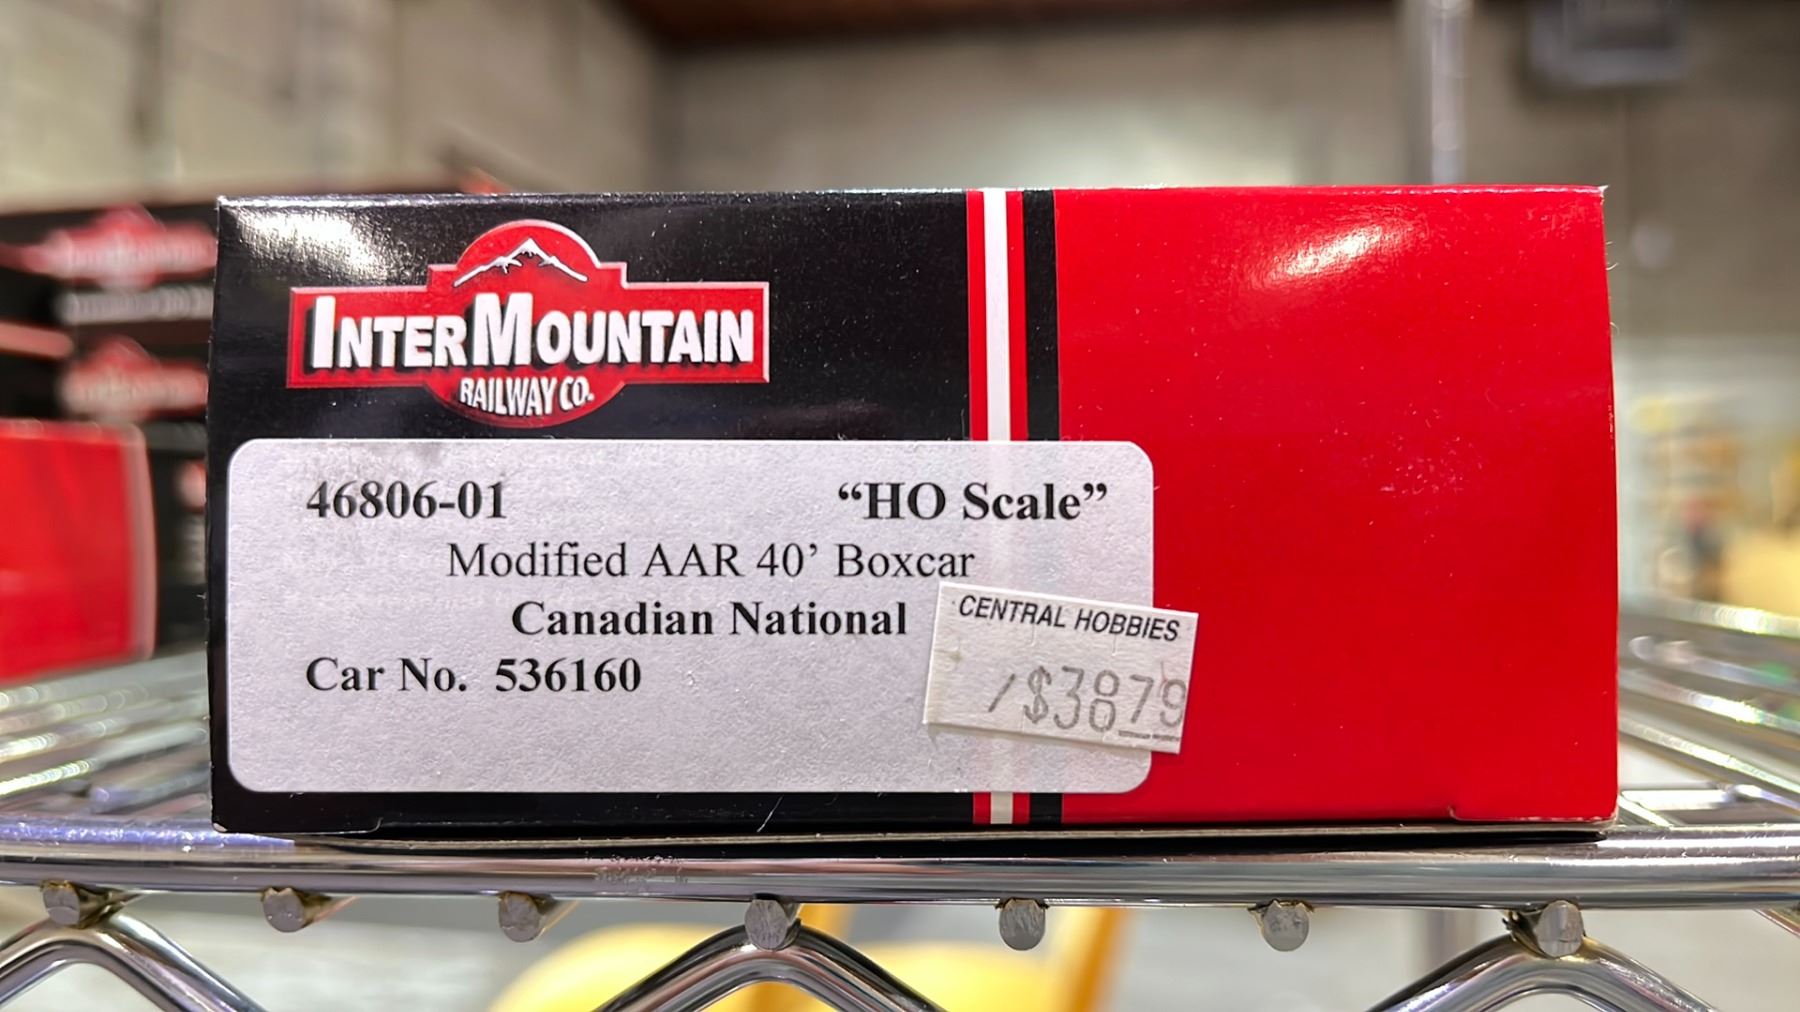 INTERMOUNTAIN
RAILWAY CO.
46806-01 “HO Scale”
Modified AAR 40’ Boxcar
Canadian National
Car No. 536160
CENTRAL HOBBIES
/$3879